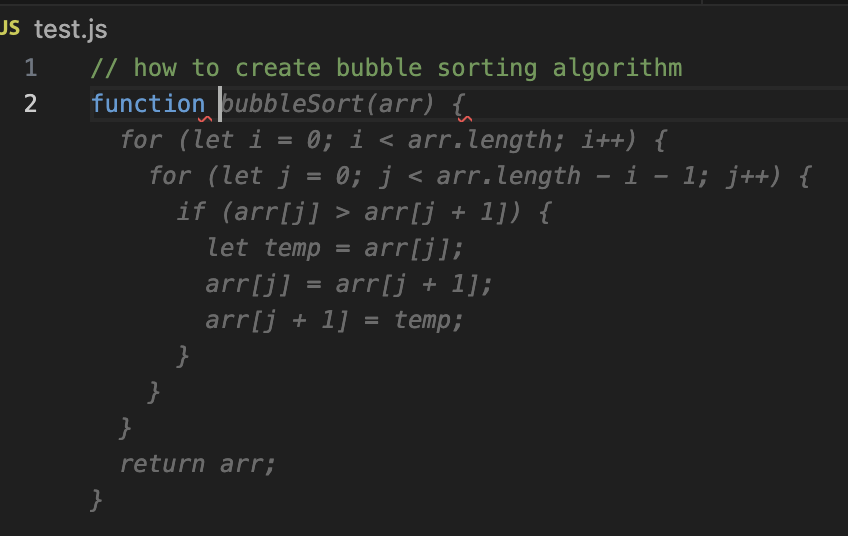 JS test.js
1 // how to create bubble sorting algorithm
2 function bubbleSort(arr) {
for (let i = 0; i < arr.length; i++) {
for (let j = 0; j < arr.length - i - 1; j++) {
if (arr[j] > arr[j + 1]) {
let temp = arr[j];
arr[j] = arr[j + 1];
arr[j + 1] = temp;
}
}
}
return arr;
}